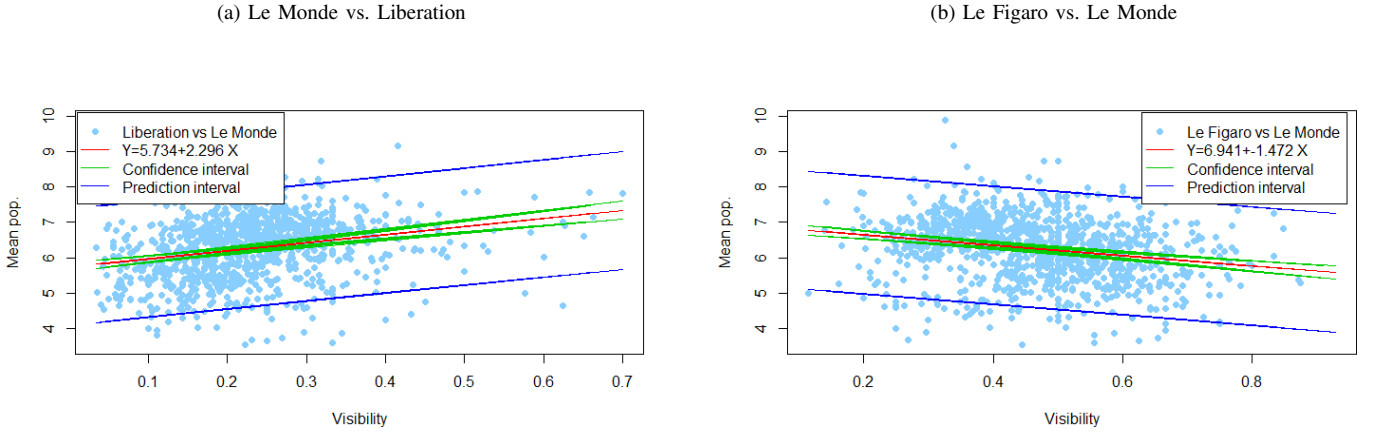 (a) Le Monde vs. Liberation
(b) Le Figaro vs. Le Monde
Mean pop.
10
9
8
7
6
5
4
Liberation vs Le Monde
Y=5.734+2.296 X
Confidence interval
Prediction interval
0.1 0.2 0.3 0.4 0.5 0.6 0.7
Visibility
Mean pop.
10
9
8
7
6
5
4
Le Figaro vs Le Monde
Y=6.941+-1.472 X
Confidence interval
Prediction interval
0.2 0.4 0.6 0.8
Visibility